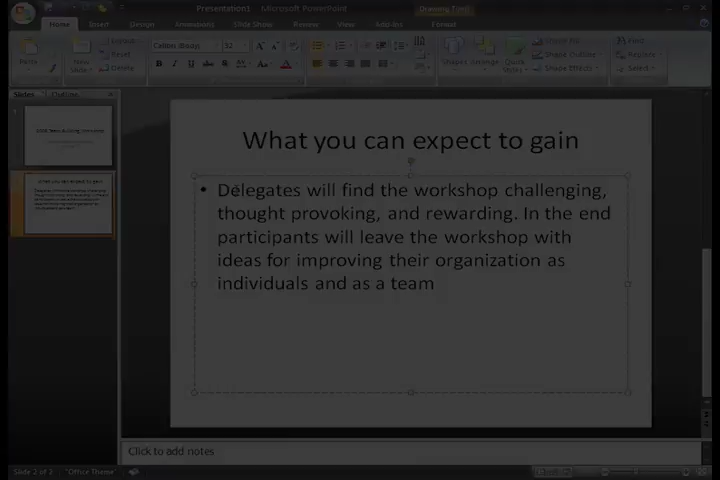 Presentation1 - Microsoft PowerPoint
Drawing Tools
Home Insert Design Animations Slide Show Review View Add-Ins Format
Calibri (Body) 32
Layout
Reset
Delete
Paste
New
Slide
Shapes Arrange Quick
Styles
Shape Fill
Shape Outline
Shape Effects
Find
Replace
Select
Slides Outline
What you can expect to gain
• Delegates will find the workshop challenging,
thought provoking, and rewarding. In the end
participants will leave the workshop with
ideas for improving their organization as
individuals and as a team
Click to add notes
Slide 2 of 2 "Office Theme"